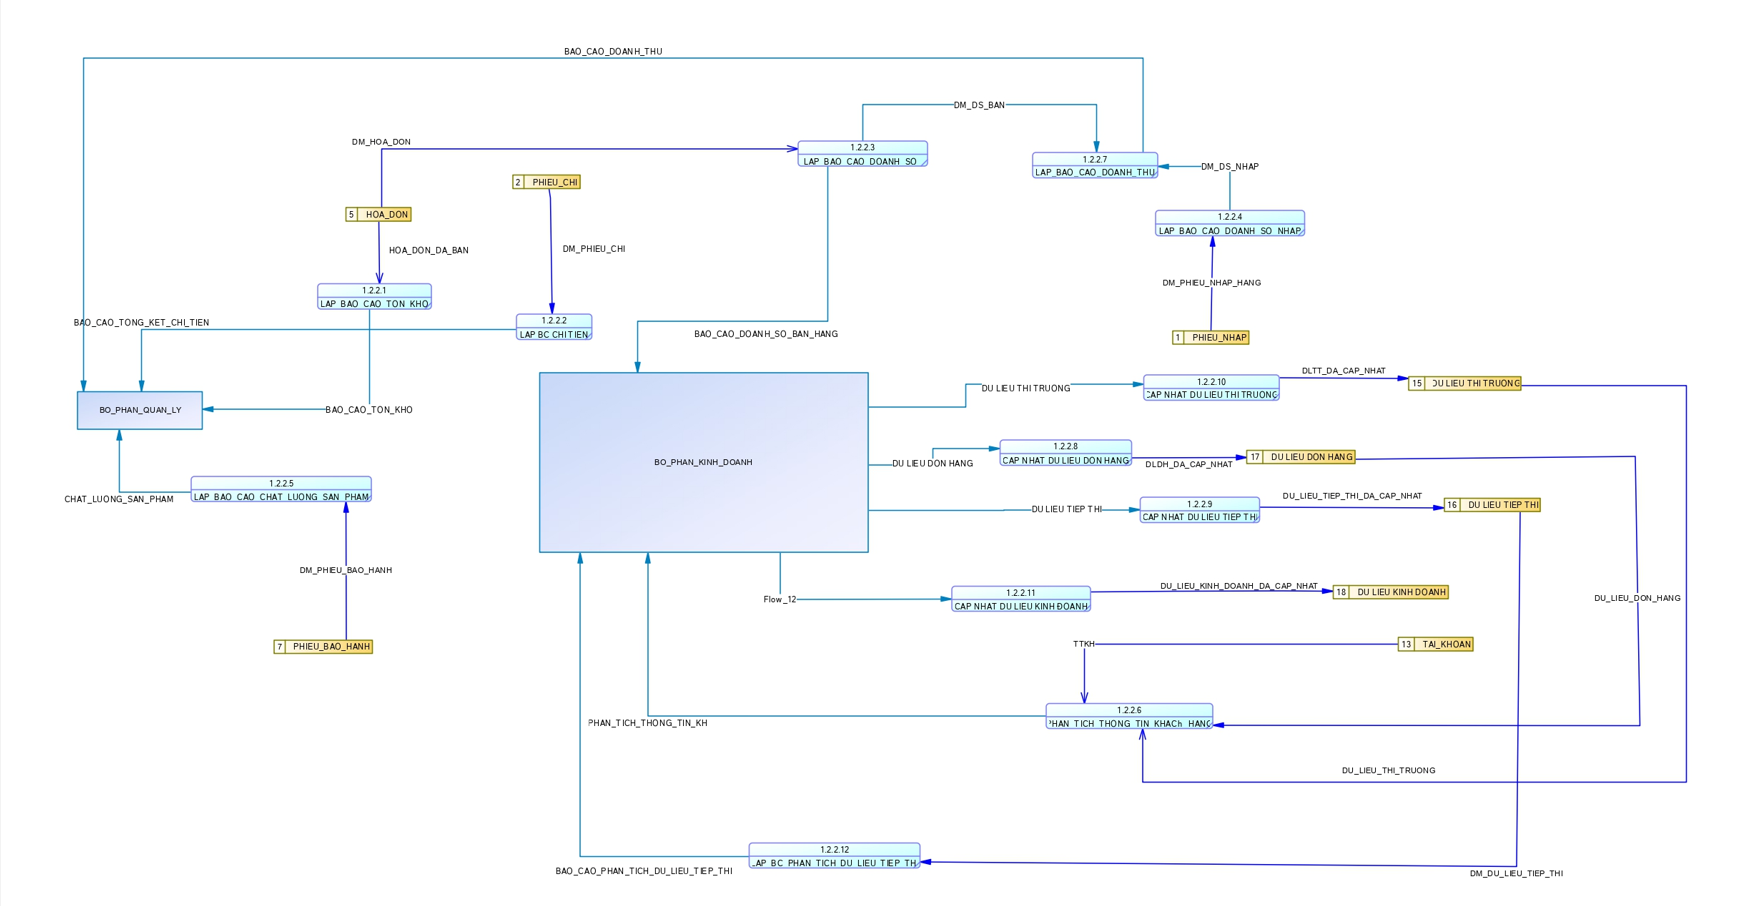 BAO_CAO_DOANH_THU
DM_DS_BAN
DM_HOA_DON
1.2.2.3
LAP_BAO_CAO_DOANH_SO
1.2.2.7
LAP_BAO_CAO_DOANH_THU
DM_DS_NHAP
2 PHIEU_CHI
5 HOA_DON
1.2.2.4
LAP_BAO_CAO_DOANH_SO_NHAP
HOA_DON_DA_BAN
DM_PHIEU_CHI
DM_PHIEU_NHAP_HANG
1.2.2.1
LAP_BAO_CAO_TON_KHO
BAO_CAO_TONG_KET_CHI_TIEN
1.2.2.2
LAP BC CHI TIEN
BAO_CAO_DOANH_SO_BAN_HANG
1 PHIEU_NHAP
DLTT_DA_CAP_NHAT
DU LIEU THI TRUONG
1.2.2.10
CAP NHAT DU LIEU THI TRUONG
15 DU LIEU THI TRUONG
BO_PHAN_QUAN_LY
BAO_CAO_TON_KHO
1.2.2.8
CAP NHAT DU LIEU DON HANG
BO_PHAN_KINH_DOANH
DU LIEU DON HANG
DLDH_DA_CAP_NHAT
17 DU LIEU DON HANG
1.2.2.5
LAP_BAO_CAO_CHAT_LUONG_SAN_PHAM
CHAT_LUONG_SAN_PHAM
DU LIEU TIEP THI
1.2.2.9
CAP NHAT DU LIEU TIEP THI
DU_LIEU_TIEP_THI_DA_CAP_NHAT
16 DU LIEU TIEP THI
DM_PHIEU_BAO_HANH
Flow_12
1.2.2.11
CAP NHAT DU LIEU KINH DOANH
DU_LIEU_KINH_DOANH_DA_CAP_NHAT
18 DU LIEU KINH DOANH
DU_LIEU_DON_HANG
7 PHIEU_BAO_HANH
TTKH
13 TAI_KHOAN
1.2.2.6
PHAN_TICH_THONG_TIN_KHACh_HANG
PHAN_TICH_THONG_TIN_KH
DU_LIEU_THI_TRUONG
1.2.2.12
LAP_BC_PHAN_TICH_DU_LIEU_TIEP_TH
BAO_CAO_PHAN_TICH_DU_LIEU_TIEP_THI
DM_DU_LIEU_TIEP_THI